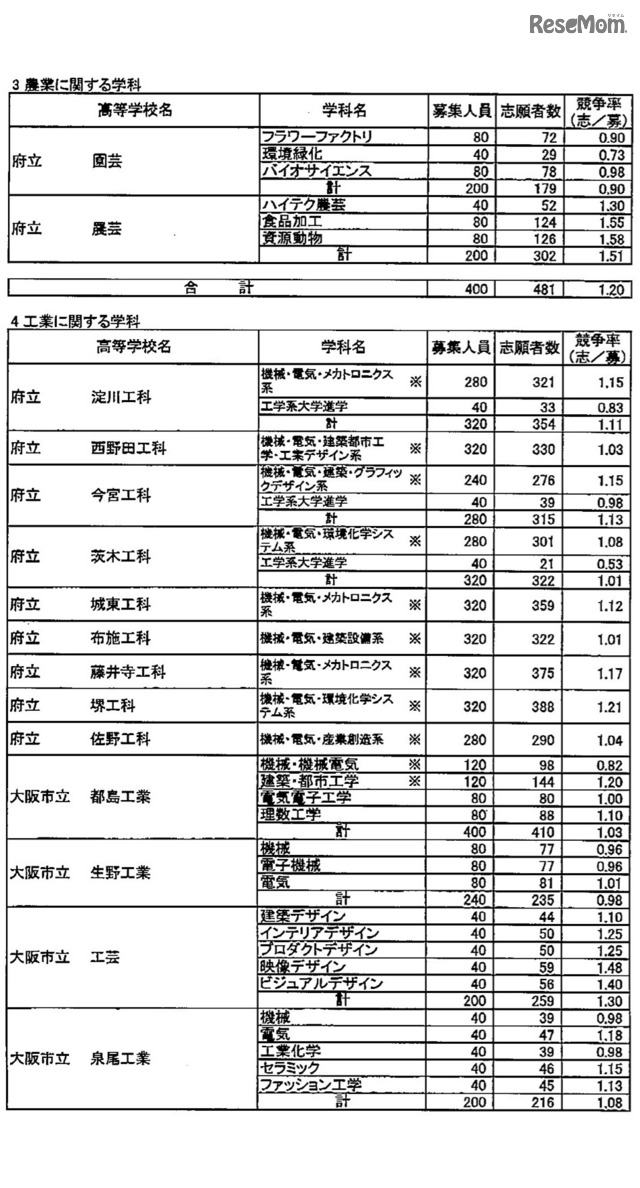 リセマム
ReseMom.
3 農業に関する学科
高等学校名 学科名 募集人員 志願者数 競争率
(志／募)
府立 園芸
フラワーファクトリ 80 72 0.90
環境緑化 40 29 0.73
バイオサイエンス 80 78 0.98
計 200 179 0.90
府立 農芸
ハイテク農芸 40 52 1.30
食品加工 80 124 1.55
資源動物 80 126 1.58
計 200 302 1.51
合 計 400 481 1.20
4 工業に関する学科
高等学校名 学科名 募集人員 志願者数 競争率
(志／募)
府立 淀川工科
機械・電気・メカトロニクス
系 ※ 280 321 1.15
工学系大学進学 40 33 0.83
計 320 354 1.11
府立 西野田工科
機械・電気・建築都市工
学・工業デザイン系 ※ 320 330 1.03
府立 今宮工科
機械・電気・建築・グラフィッ
クデザイン系 ※ 240 276 1.15
工学系大学進学 40 39 0.98
計 280 315 1.13
府立 茨木工科
機械・電気・環境化学シス
テム系 ※ 280 301 1.08
工学系大学進学 40 21 0.53
計 320 322 1.01
府立 城東工科
機械・電気・メカトロニクス
系 ※ 320 359 1.12
府立 布施工科 機械・電気・建築設備系 ※ 320 322 1.01
府立 藤井寺工科
機械・電気・メカトロニクス
系 ※ 320 375 1.17
府立 堺工科
機械・電気・環境化学シス
テム系 ※ 320 388 1.21
府立 佐野工科 機械・電気・産業創造系 ※ 280 290 1.04
大阪市立 都島工業
機械・機械電気 ※ 120 98 0.82
建築・都市工学 ※ 120 144 1.20
電気電子工学 80 80 1.00
理数工学 80 88 1.10
計 400 410 1.03
大阪市立 生野工業
機械 80 77 0.96
電子機械 80 77 0.96
電気 80 81 1.01
計 240 235 0.98
大阪市立 工芸
建築デザイン 40 44 1.10
インテリアデザイン 40 50 1.25
プロダクトデザイン 40 50 1.25
映像デザイン 40 59 1.48
ビジュアルデザイン 40 56 1.40
計 200 259 1.30
大阪市立 泉尾工業
機械 40 39 0.98
電気 40 47 1.18
工業化学 40 39 0.98
セラミック 40 46 1.15
ファッション工学 40 45 1.13
計 200 216 1.08